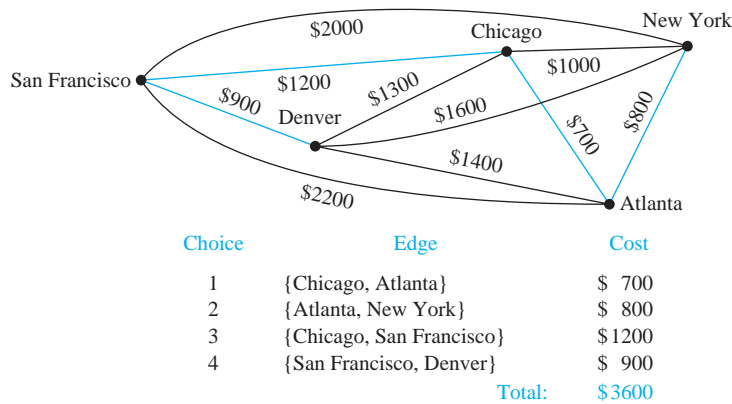 $2000
New York
Chicago
San Francisco
$1200
$1000
$900
$1300
Denver
$1600
$700
$800
$1400
$2200
Atlanta
Choice Edge Cost
1 {Chicago, Atlanta} $ 700
2 {Atlanta, New York} $ 800
3 {Chicago, San Francisco} $1200
4 {San Francisco, Denver} $ 900
Total: $3600